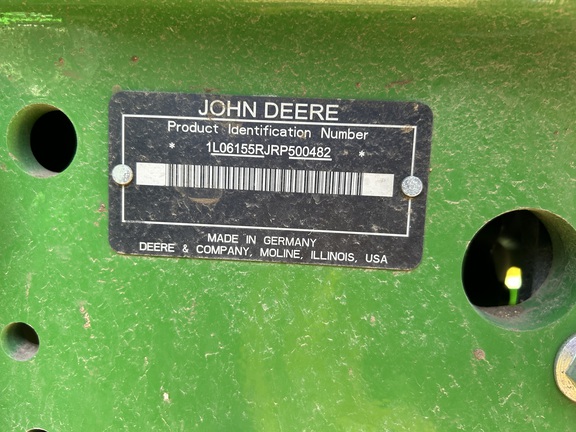 JOHN DEERE
Product Identification Number
* 1L06155RJRP500482 *
MADE IN GERMANY
DEERE & COMPANY, MOLINE, ILLINOIS, USA